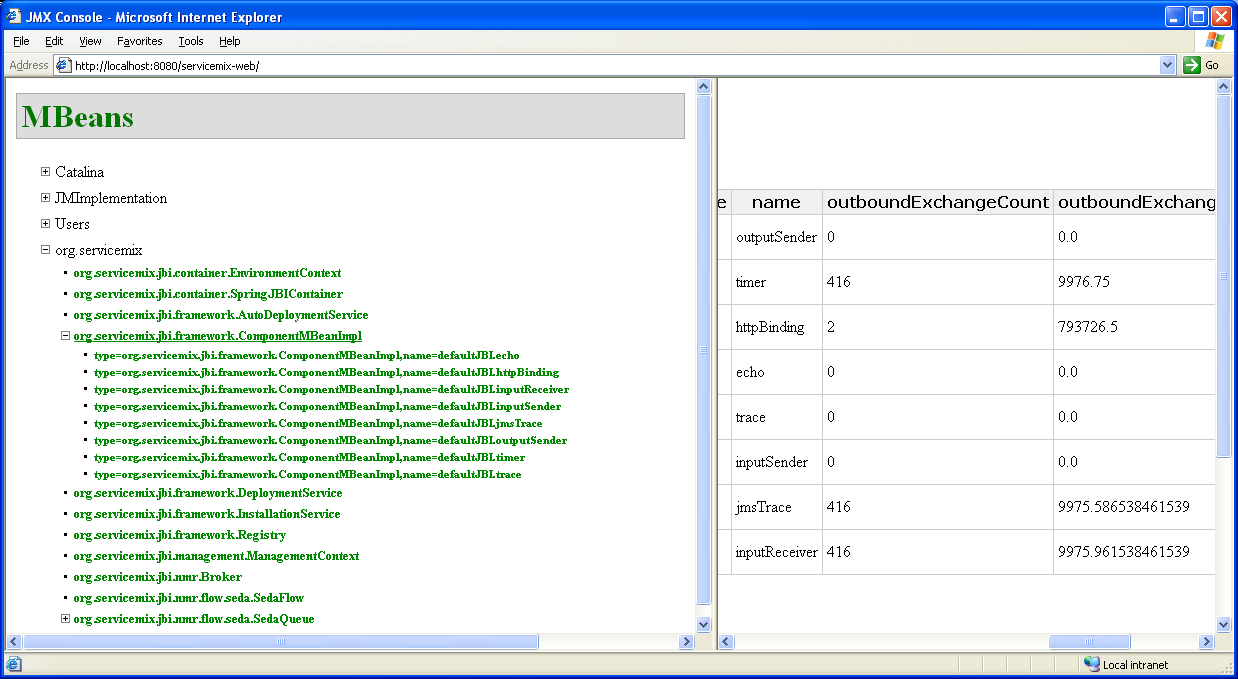 JMX Console - Microsoft Internet Explorer
File Edit View Favorites Tools Help
Address http://localhost:8080/servicemix-web/ Go
MBeans
Catalina
JMImplementation
Users
org.servicemix
org.servicemix.jbi.container.EnvironmentContext
org.servicemix.jbi.container.SpringJBIContainer
org.servicemix.jbi.framework.AutoDeploymentService
org.servicemix.jbi.framework.ComponentMBeanImpl
type=org.servicemix.jbi.framework.ComponentMBeanImpl,name=defaultJBI.echo
type=org.servicemix.jbi.framework.ComponentMBeanImpl,name=defaultJBI.httpBinding
type=org.servicemix.jbi.framework.ComponentMBeanImpl,name=defaultJBI.inputReceiver
type=org.servicemix.jbi.framework.ComponentMBeanImpl,name=defaultJBI.inputSender
type=org.servicemix.jbi.framework.ComponentMBeanImpl,name=defaultJBI.jmsTrace
type=org.servicemix.jbi.framework.ComponentMBeanImpl,name=defaultJBI.outputSender
type=org.servicemix.jbi.framework.ComponentMBeanImpl,name=defaultJBI.timer
type=org.servicemix.jbi.framework.ComponentMBeanImpl,name=defaultJBI.trace
org.servicemix.jbi.framework.DeploymentService
org.servicemix.jbi.framework.InstallationService
org.servicemix.jbi.framework.Registry
org.servicemix.jbi.management.ManagementContext
org.servicemix.jbi.nmr.Broker
org.servicemix.jbi.nmr.flow.seda.SedaFlow
org.servicemix.jbi.nmr.flow.seda.SedaQueue
e name outboundExchangeCount outboundExchang
outputSender 0 0.0
timer 416 9976.75
httpBinding 2 793726.5
echo 0 0.0
trace 0 0.0
inputSender 0 0.0
jmsTrace 416 9975.586538461539
inputReceiver 416 9975.961538461539
Local intranet